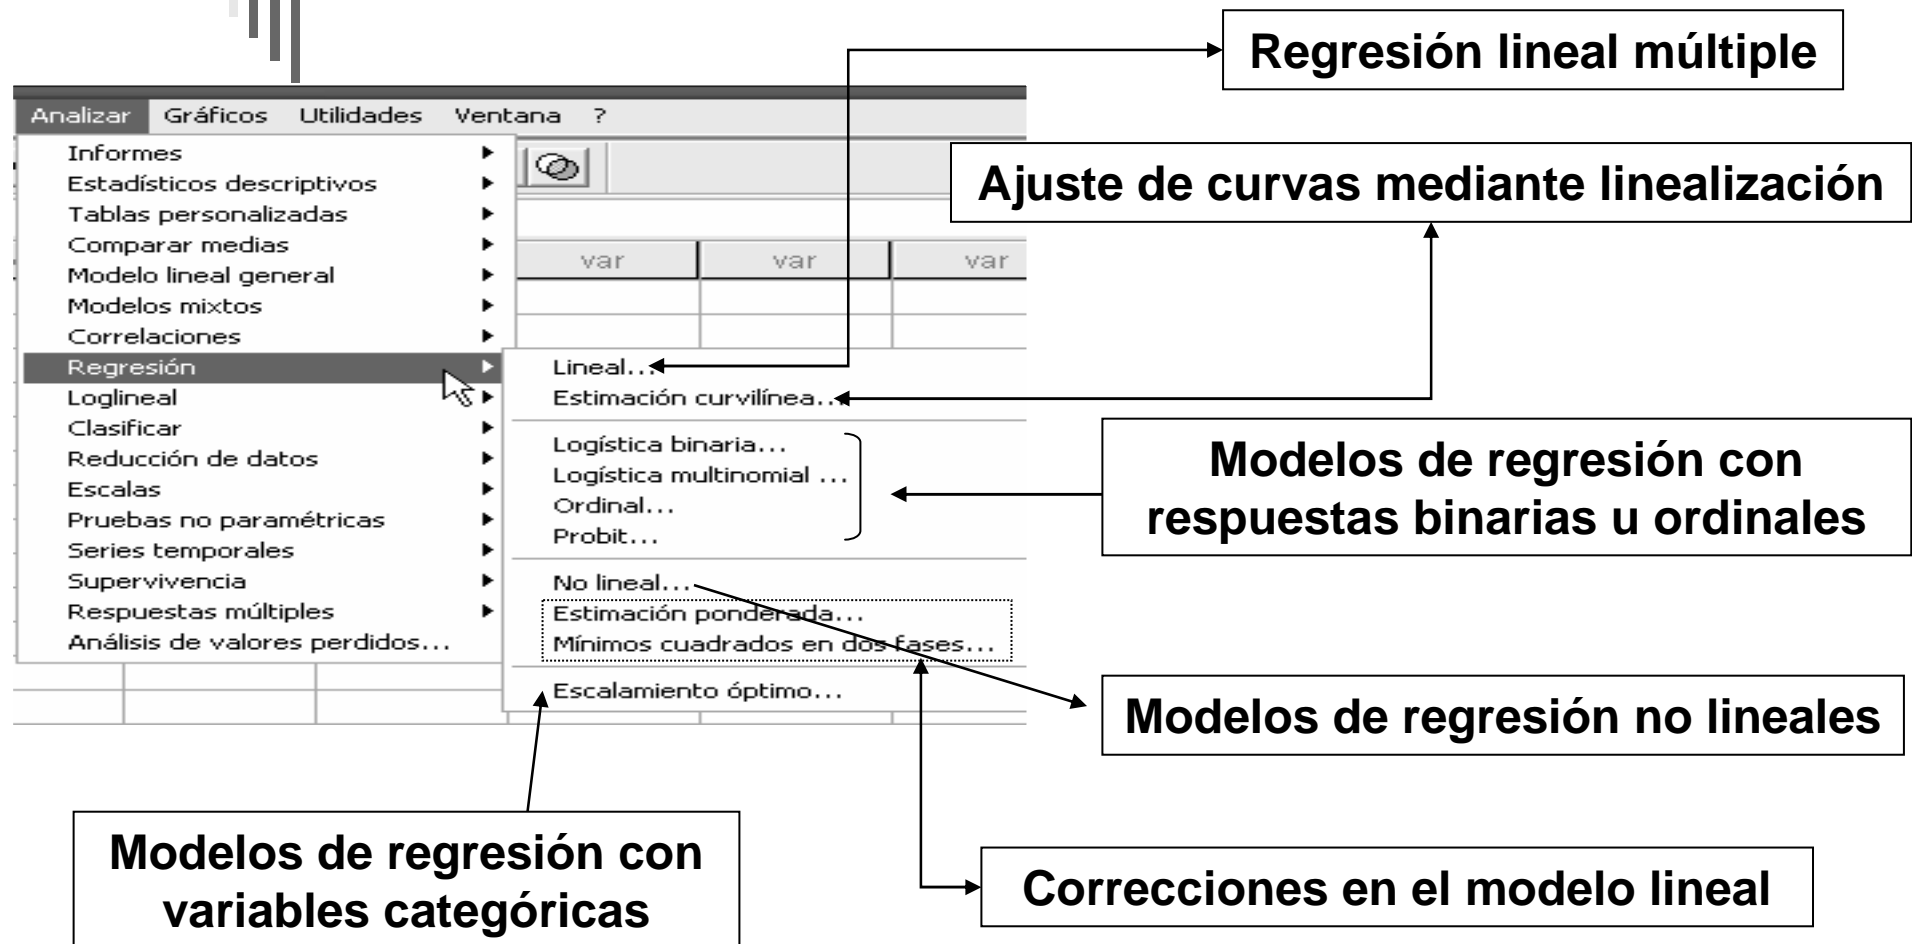 Regresión lineal múltiple
Analizar Gráficos Utilidades Ventana ?
Informes
Estadísticos descriptivos
Tablas personalizadas
Comparar medias
Modelo lineal general
Modelos mixtos
Correlaciones
Regresión
Loglineal
Clasificar
Reducción de datos
Escalas
Pruebas no paramétricas
Series temporales
Supervivencia
Respuestas múltiples
Análisis de valores perdidos...
Ajuste de curvas mediante linealización
var var var
Lineal...
Estimación curvilínea...
Logística binaria...
Logística multinomial ...
Ordinal...
Probit...
No lineal...
Estimación ponderada...
Mínimos cuadrados en dos fases...
Escalamiento óptimo...
Modelos de regresión con
respuestas binarias u ordinales
Modelos de regresión no lineales
Modelos de regresión con
variables categóricas
Correcciones en el modelo lineal